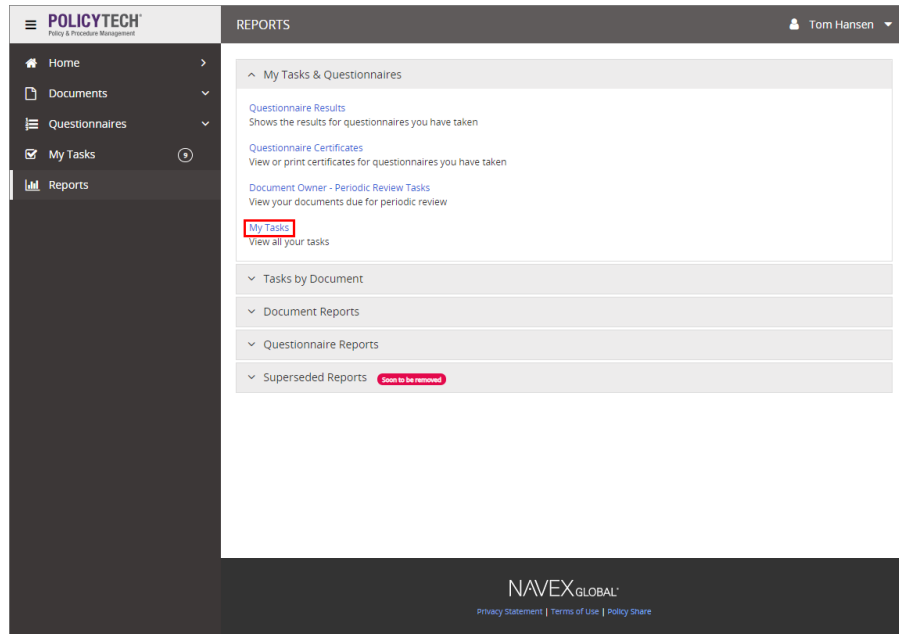 POLICYTECH®
Policy & Procedure Management
REPORTS
Tom Hansen
Home
Documents
Questionnaires
My Tasks 9
Reports
My Tasks & Questionnaires
Questionnaire Results
Shows the results for questionnaires you have taken
Questionnaire Certificates
View or print certificates for questionnaires you have taken
Document Owner - Periodic Review Tasks
View your documents due for periodic review
My Tasks
View all your tasks
Tasks by Document
Document Reports
Questionnaire Reports
Superseded Reports Soon to be removed
NAVEX GLOBAL®
Privacy Statement | Terms of Use | Policy Share